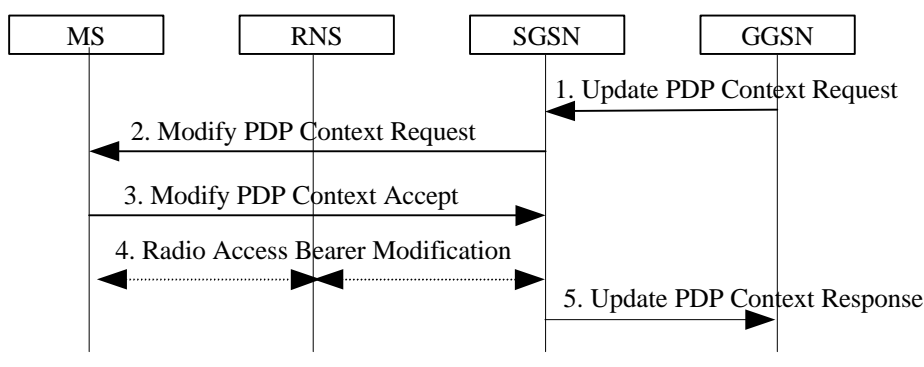 MS RNS SGSN GGSN
1. Update PDP Context Request
2. Modify PDP Context Request
3. Modify PDP Context Accept
4. Radio Access Bearer Modification
5. Update PDP Context Response